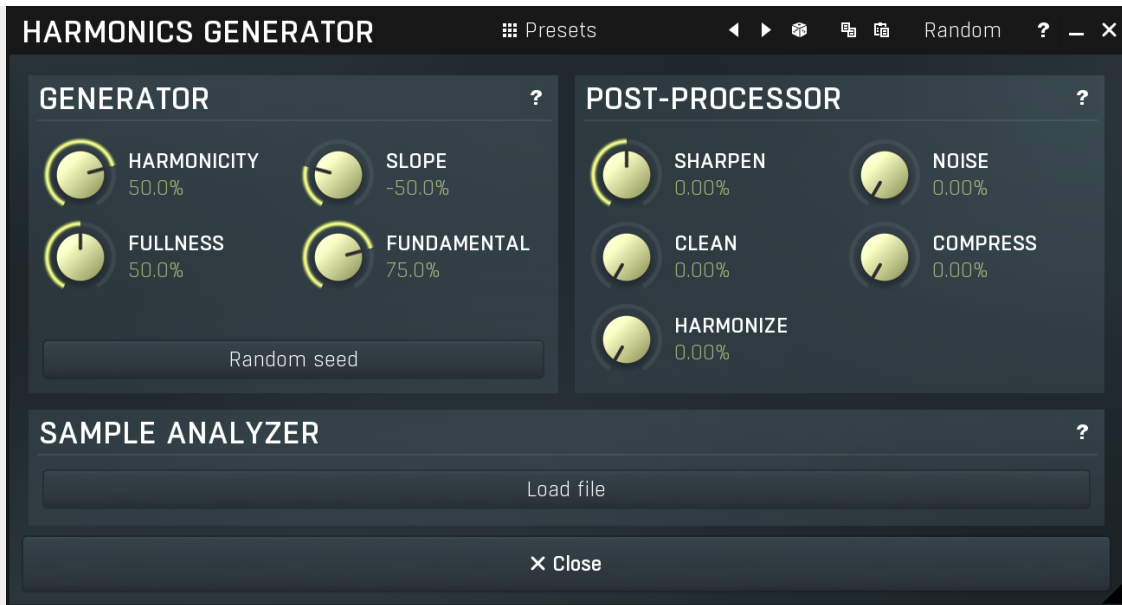 HARMONICS GENERATOR Presets Random ?
GENERATOR ?
HARMONICITY
50.0%
SLOPE
-50.0%
FULLNESS
50.0%
FUNDAMENTAL
75.0%
Random seed
POST-PROCESSOR ?
SHARPEN
0.00%
NOISE
0.00%
CLEAN
0.00%
COMPRESS
0.00%
HARMONIZE
0.00%
SAMPLE ANALYZER ?
Load file
Close